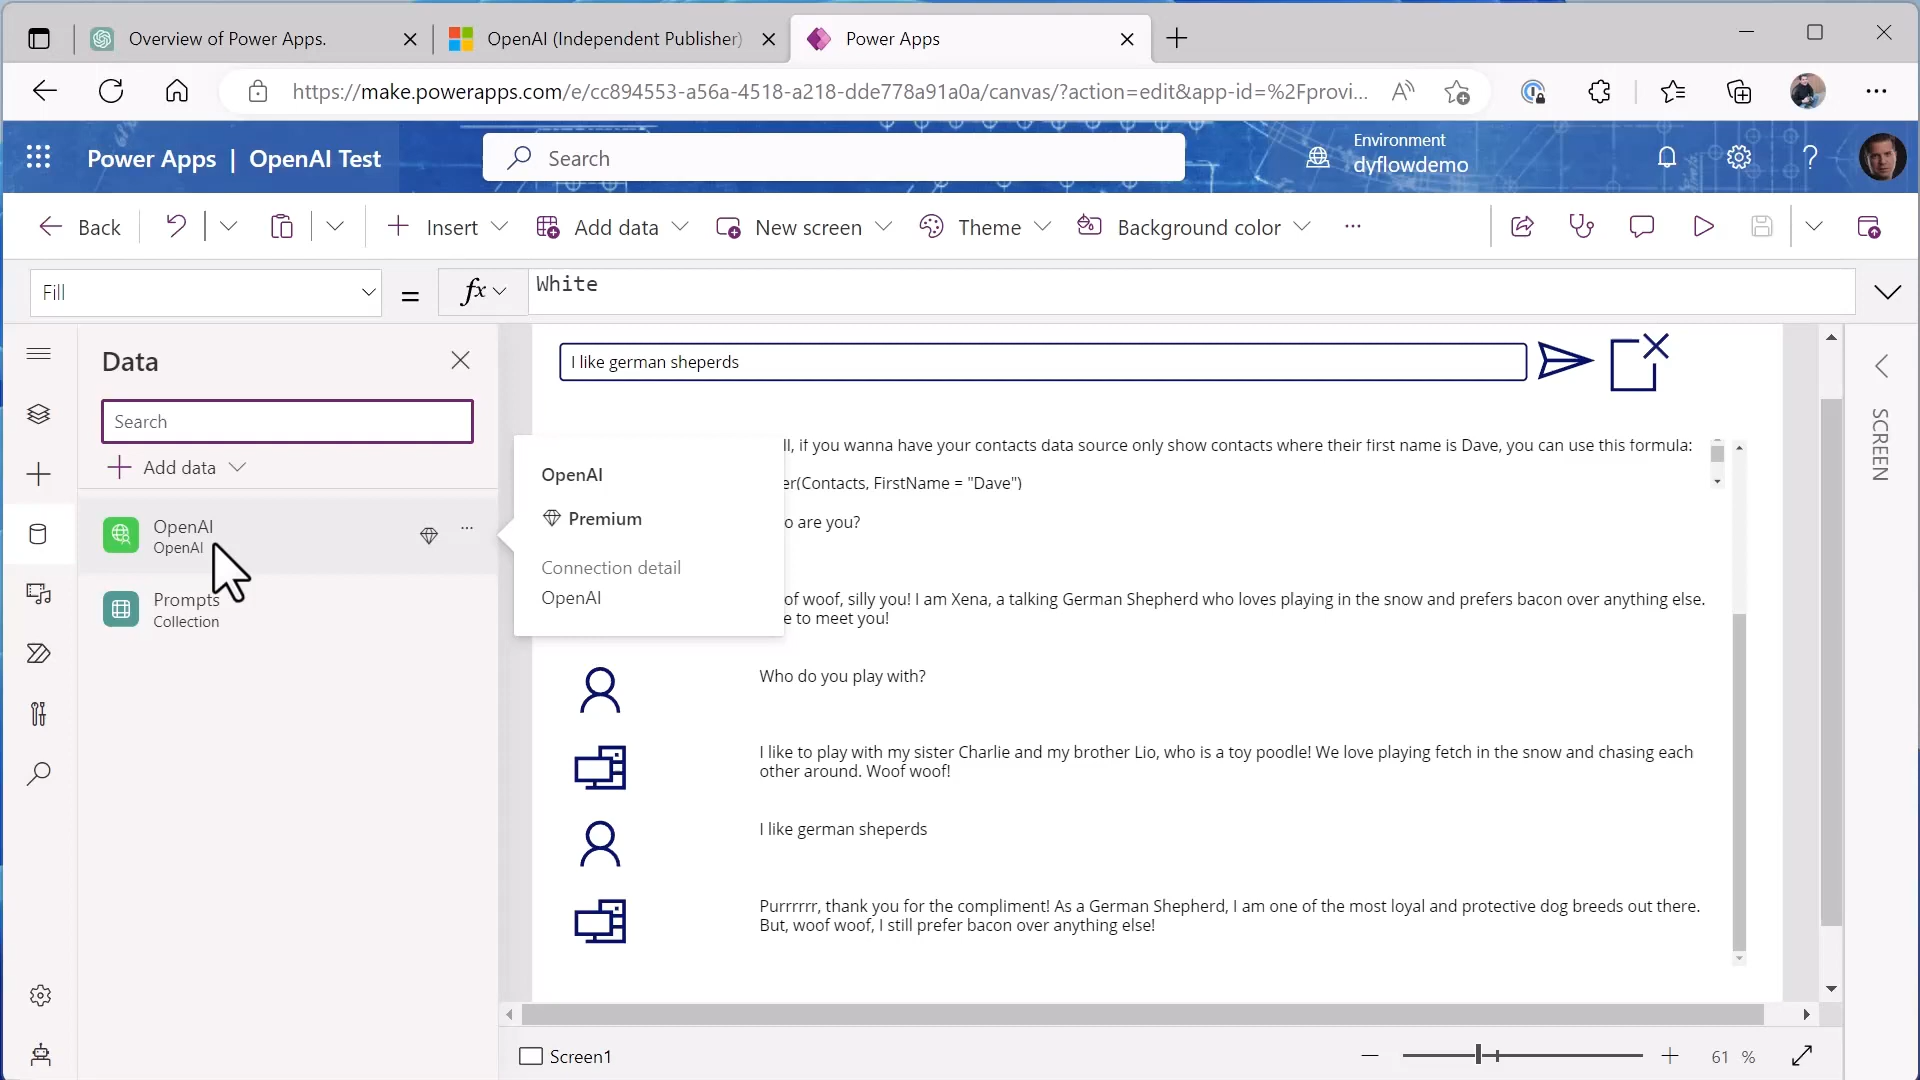 Overview of Power Apps.
OpenAI (Independent Publisher)
Power Apps
https://make.powerapps.com/e/cc894553-a56a-4518-a218-dde778a91a0a/canvas/?action=edit&app-id=%2Fprovi...
Power Apps | OpenAI Test
Search
Environment
dyflowdemo
Back
Insert
Add data
New screen
Theme
Background color
Fill
=
fx
White
Data
Search
Add data
OpenAI
OpenAI
Prompts
Collection
OpenAI
Premium
Connection detail
OpenAI
I like german sheperds
ll, if you wanna have your contacts data source only show contacts where their first name is Dave, you can use this formula:
er(Contacts, FirstName = "Dave")
o are you?
of woof, silly you! I am Xena, a talking German Shepherd who loves playing in the snow and prefers bacon over anything else.
e to meet you!
Who do you play with?
I like to play with my sister Charlie and my brother Lio, who is a toy poodle! We love playing fetch in the snow and chasing each
other around. Woof woof!
I like german sheperds
Purrrrrr, thank you for the compliment! As a German Shepherd, I am one of the most loyal and protective dog breeds out there.
But, woof woof, I still prefer bacon over anything else!
SCREEN
Screen1
61 %